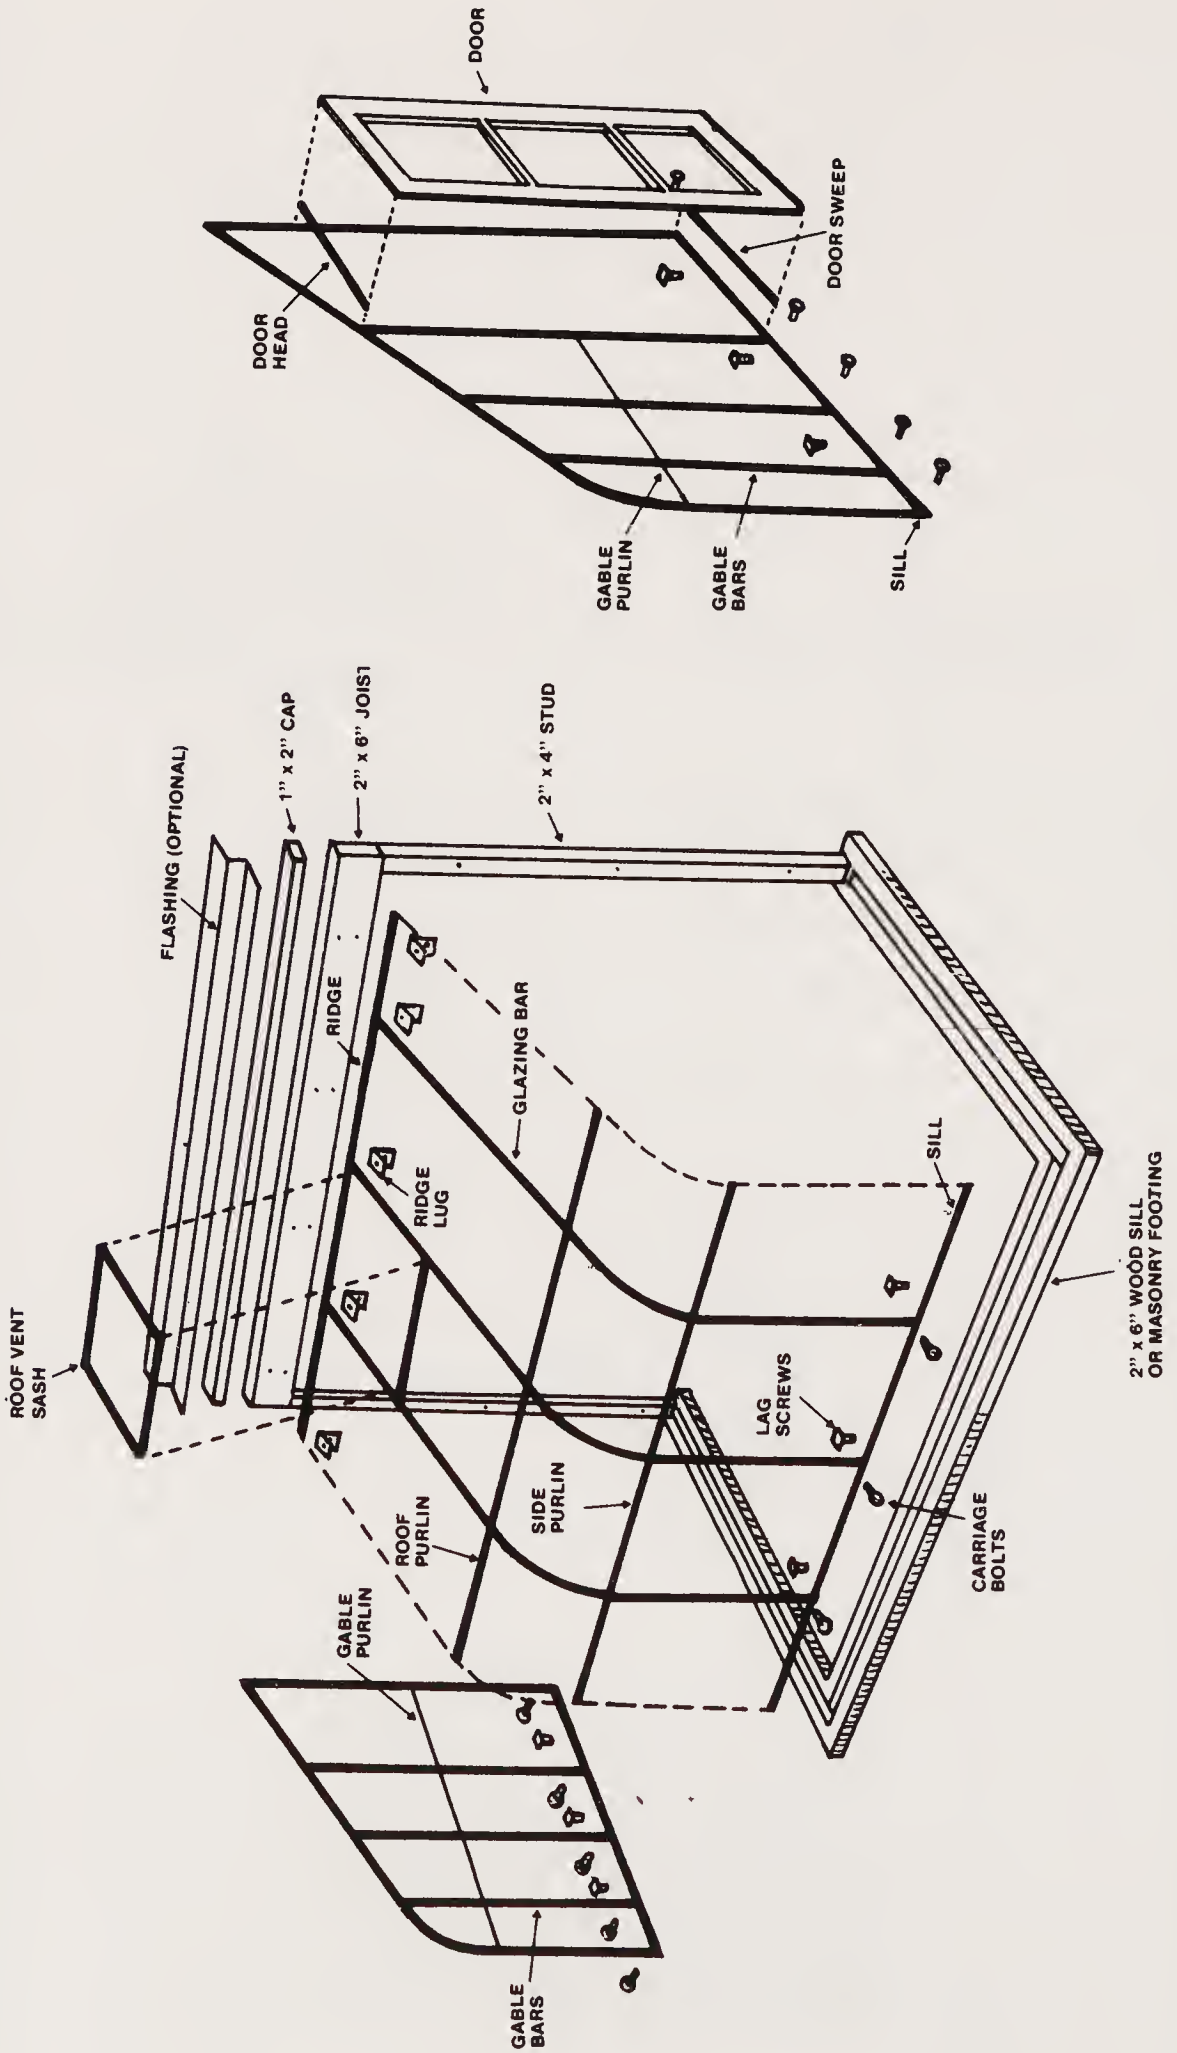 ROOF VENT
SASH
FLASHING (OPTIONAL)
1" x 2" CAP
2" x 6" JOIST
RIDGE
2" x 4" STUD
RIDGE
LUG
GLAZING BAR
ROOF
PURLIN
SIDE
PURLIN
GABLE
PURLIN
GABLE
BARS
LAG
SCREWS
CARRIAGE
BOLTS
SILL
2" x 6" WOOD SILL
OR MASONRY FOOTING
DOOR
DOOR
HEAD
DOOR SWEEP
GABLE
PURLIN
GABLE
BARS
SILL